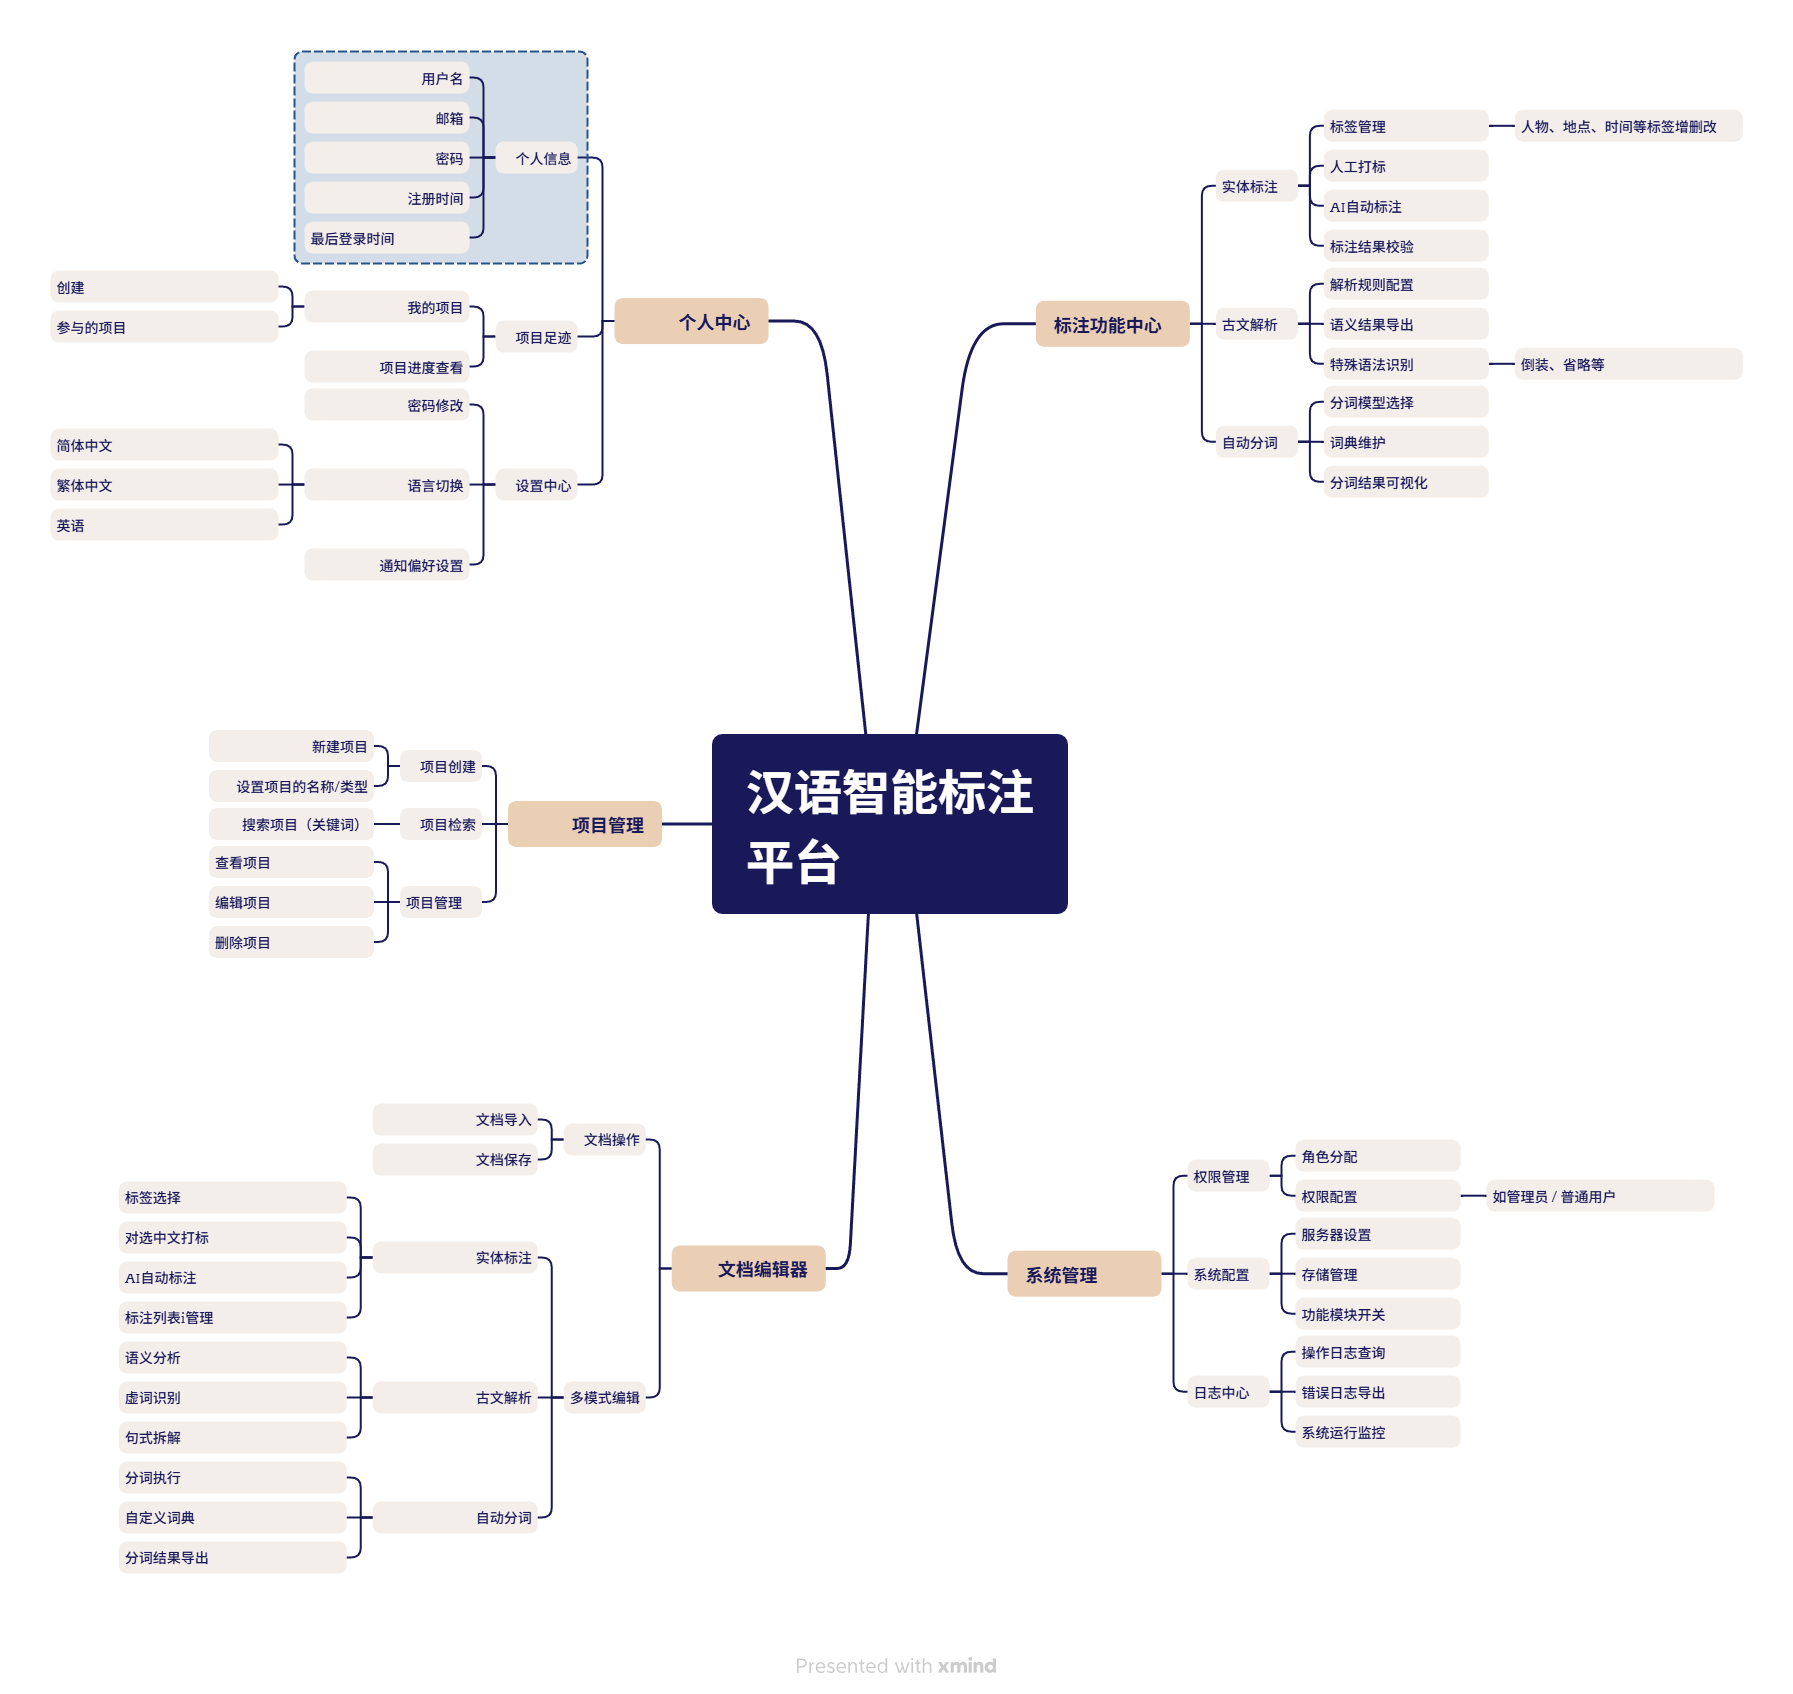 汉语智能标注
平台
标注功能中心
实体标注
标签管理
人物、地点、时间等标签增删改
人工打标
AI自动标注
标注结果校验
古文解析
解析规则配置
语义结果导出
特殊语法识别
倒装、省略等
自动分词
分词模型选择
词典维护
分词结果可视化
系统管理
权限管理
角色分配
权限配置
如管理员 / 普通用户
系统配置
服务器设置
存储管理
功能模块开关
日志中心
操作日志查询
错误日志导出
系统运行监控
个人中心
个人信息
用户名
邮箱
密码
注册时间
最后登录时间
项目足迹
我的项目
创建
参与的项目
项目进度查看
设置中心
密码修改
语言切换
简体中文
繁体中文
英语
通知偏好设置
项目管理
项目创建
新建项目
设置项目的名称/类型
项目检索
搜索项目（关键词）
项目管理
查看项目
编辑项目
删除项目
文档编辑器
文档操作
文档导入
文档保存
多模式编辑
实体标注
标签选择
对选中文打标
AI自动标注
标注列表i管理
古文解析
语义分析
虚词识别
句式拆解
自动分词
分词执行
自定义词典
分词结果导出
Presented with xmind